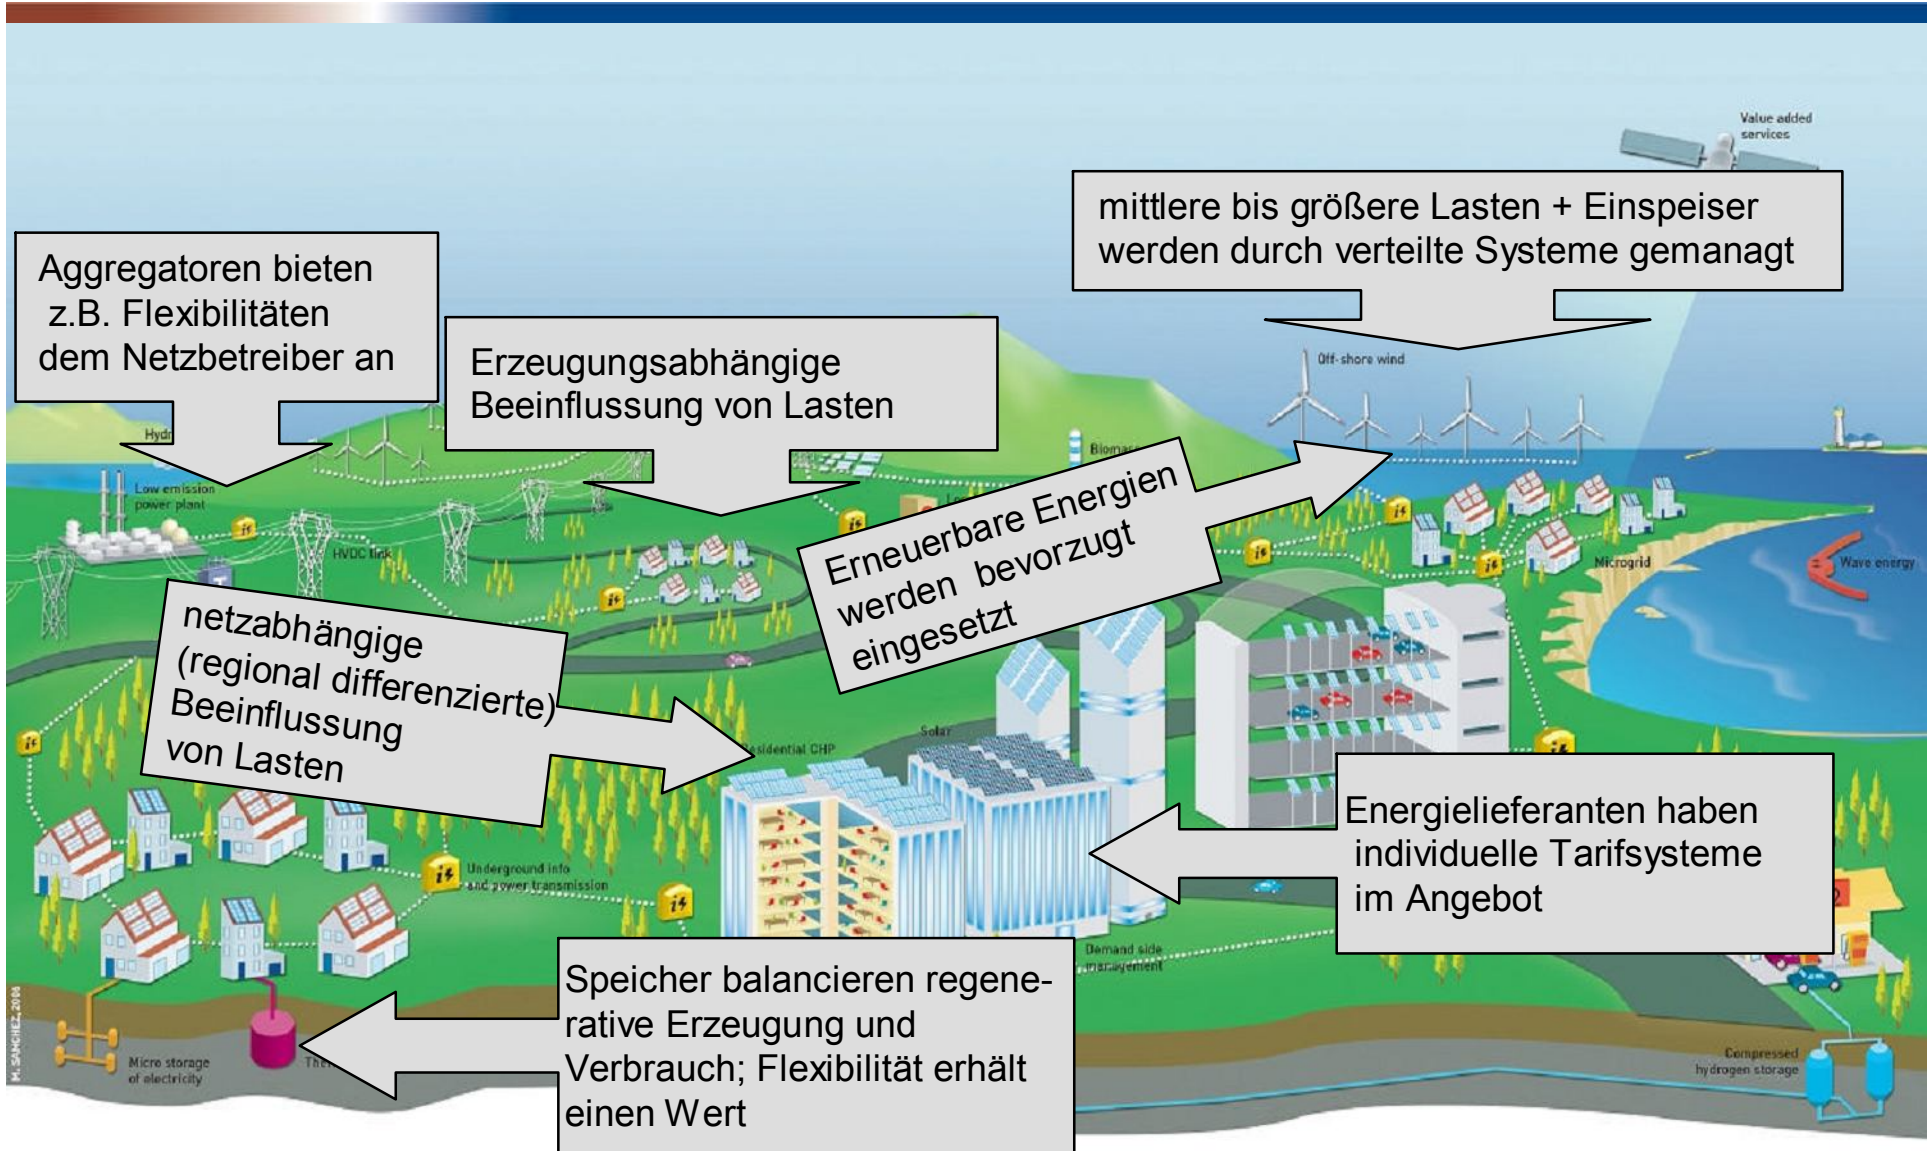 Value added
services
mittlere bis größere Lasten + Einspeiser
werden durch verteilte Systeme gemanagt
Aggregatoren bieten
z.B. Flexibilitäten
dem Netzbetreiber an
Erzeugungsabhängige
Beeinflussung von Lasten
Off-shore wind
Erneuerbare Energien
werden bevorzugt
eingesetzt
Low emission
power plant
HVDC link
Microgrid
Wave energy
netzabhängige
(regional differenzierte)
Beeinflussung
von Lasten
Residential CHP
Solar
Energielieferanten haben
individuelle Tarifsysteme
im Angebot
Underground info
and power transmission
Demand side
management
Speicher balancieren regene-
rative Erzeugung und
Verbrauch; Flexibilität erhält
einen Wert
Micro storage
of electricity
Compressed
hydrogen storage
M. SANCHEZ, 2006